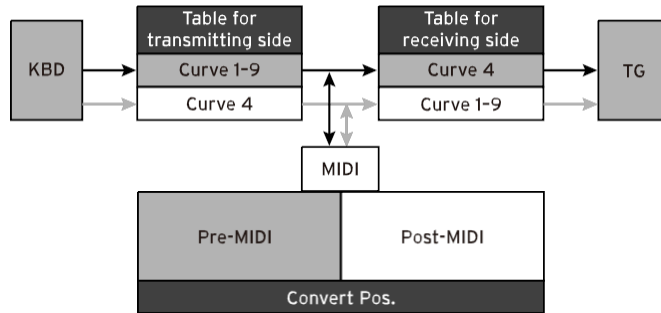 Table for
transmitting side
Table for
receiving side
KBD
Curve 1–9
Curve 4
TG
Curve 4
Curve 1–9
MIDI
Pre-MIDI
Post-MIDI
Convert Pos.